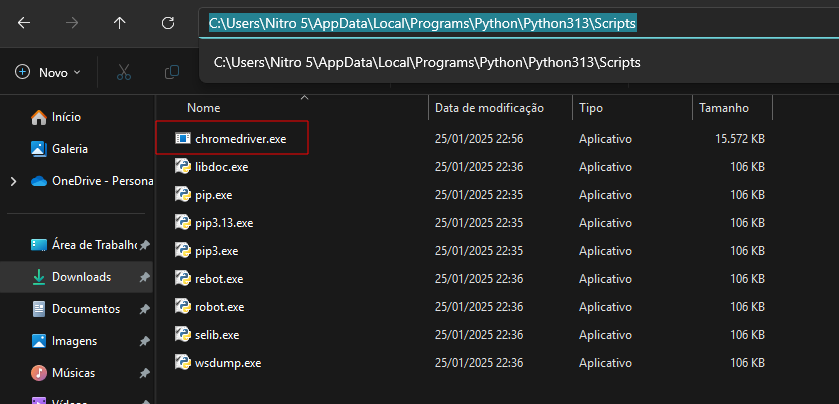 C:\Users\Nitro 5\AppData\Local\Programs\Python\Python313\Scripts
C:\Users\Nitro 5\AppData\Local\Programs\Python\Python313\Scripts
Novo
Nome Data de modificação Tipo Tamanho
Início
Galeria
OneDrive - Persona
Área de Trabalho
Downloads
Documentos
Imagens
Músicas
Vídeos
chromedriver.exe 25/01/2025 22:56 Aplicativo 15.572 KB
libdoc.exe 25/01/2025 22:36 Aplicativo 106 KB
pip.exe 25/01/2025 22:35 Aplicativo 106 KB
pip3.13.exe 25/01/2025 22:35 Aplicativo 106 KB
pip3.exe 25/01/2025 22:35 Aplicativo 106 KB
rebot.exe 25/01/2025 22:36 Aplicativo 106 KB
robot.exe 25/01/2025 22:36 Aplicativo 106 KB
selib.exe 25/01/2025 22:36 Aplicativo 106 KB
wsdump.exe 25/01/2025 22:36 Aplicativo 106 KB